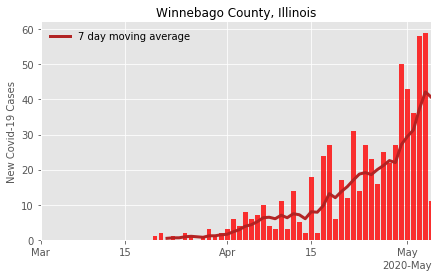 Winnebago County, Illinois
7 day moving average
New Covid-19 Cases
60
50
40
30
20
10
0
Mar 15 Apr 15 May
2020-May